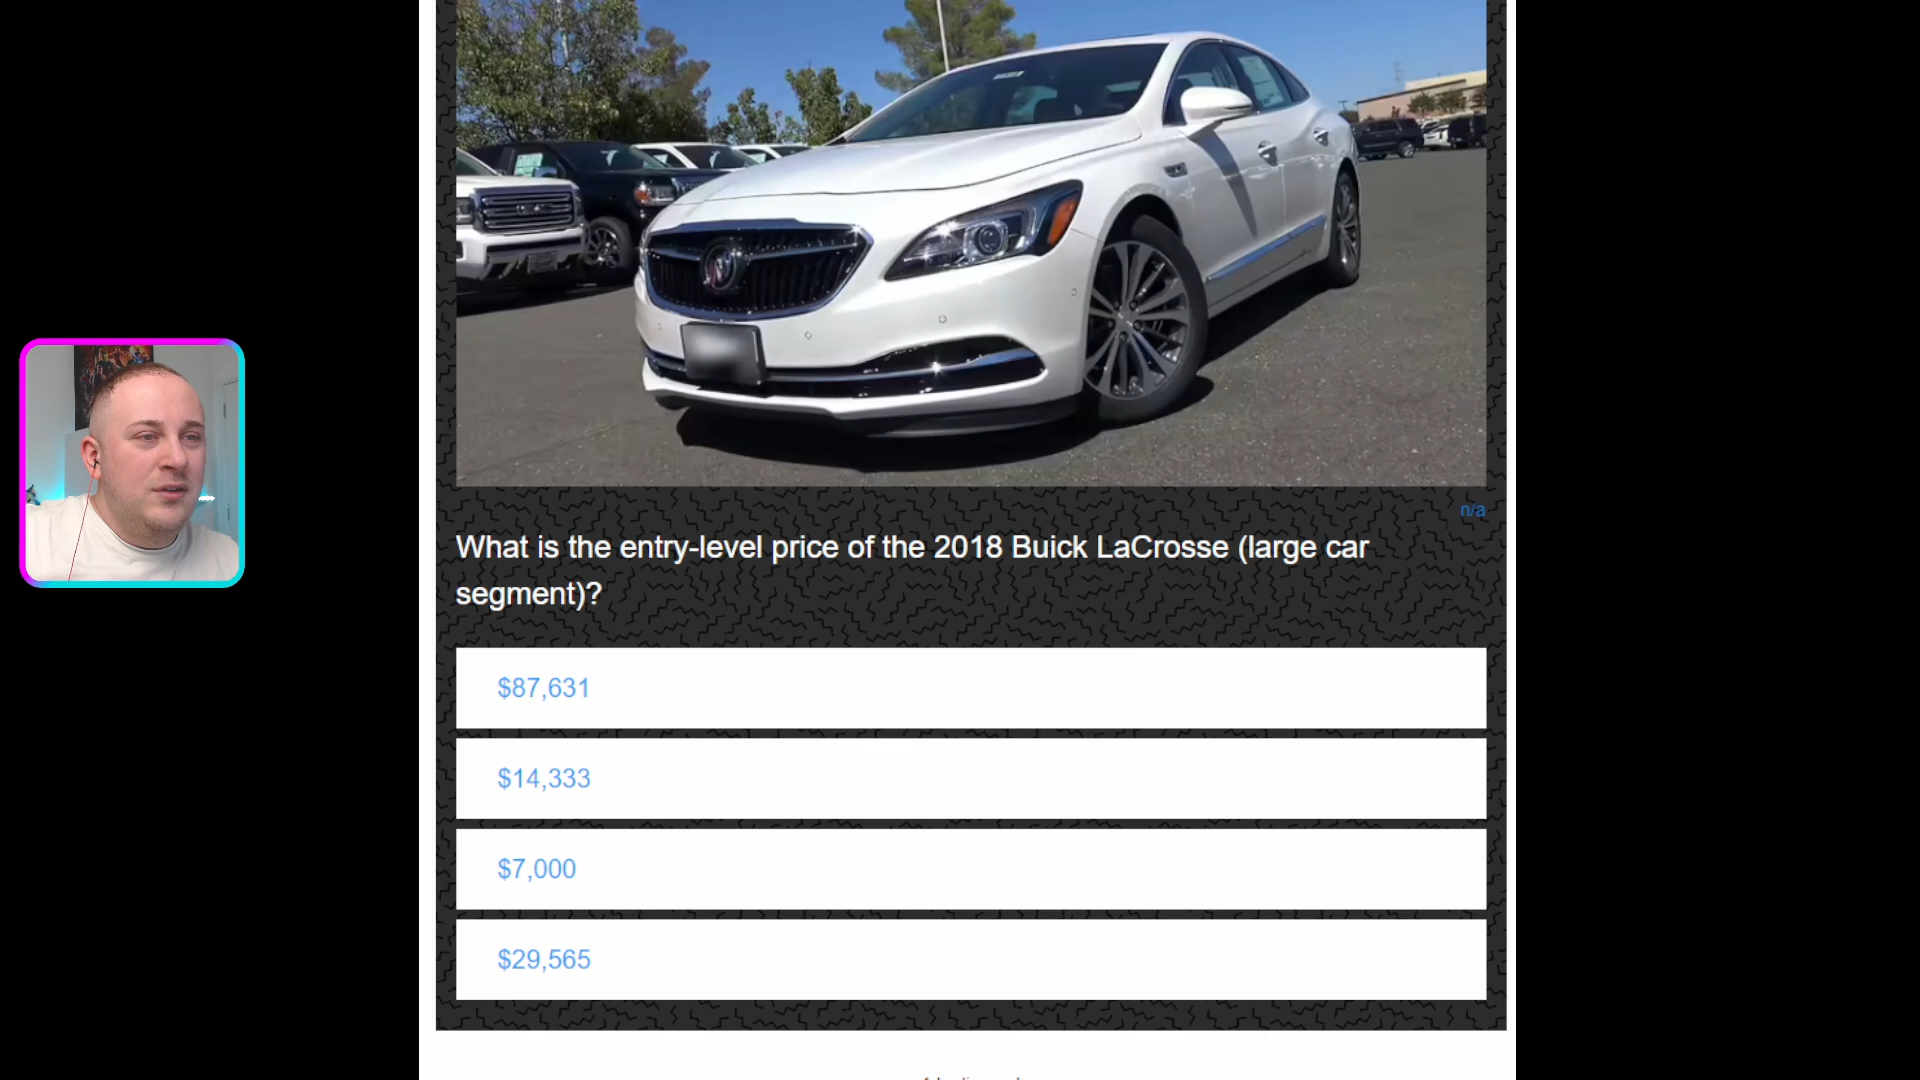 n/a
What is the entry-level price of the 2018 Buick LaCrosse (large car
segment)?
$87,631
$14,333
$7,000
$29,565